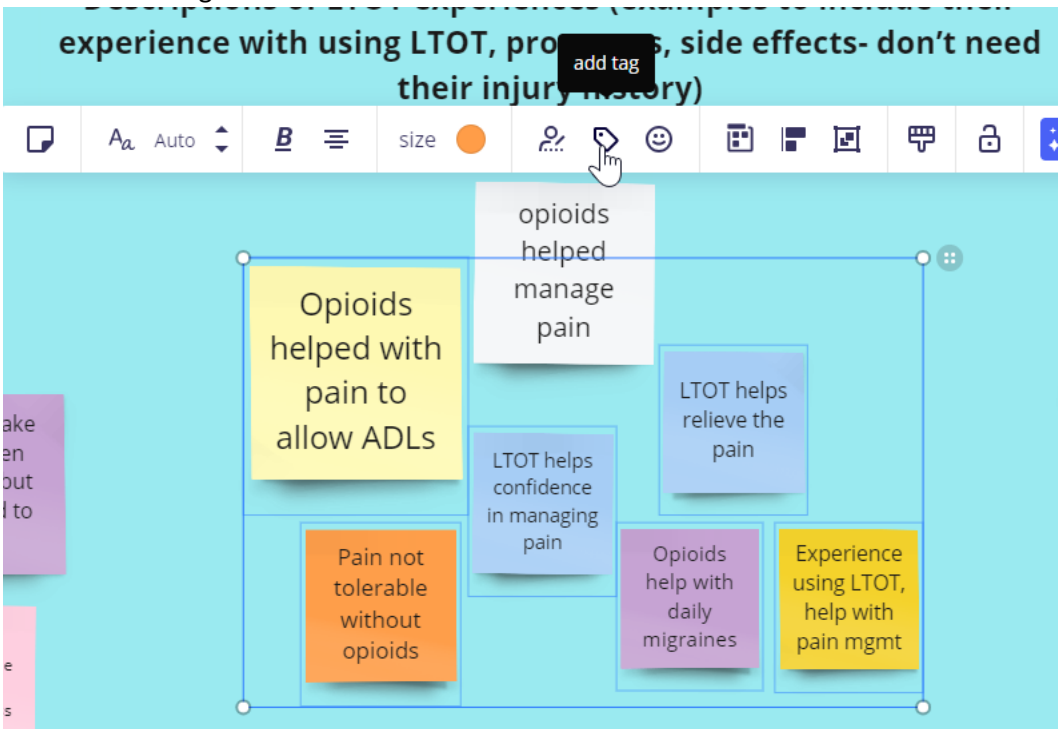 experience with using LTOT, pro s, side effects- don't need
add tag
their injury history)
Aa Auto
B
size
opioids
helped
manage
pain
Opioids
helped with
pain to
allow ADLs
LTOT helps
relieve the
pain
LTOT helps
confidence
in managing
pain
Pain not
tolerable
without
opioids
Opioids
help with
daily
migraines
Experience
using LTOT,
help with
pain mgmt